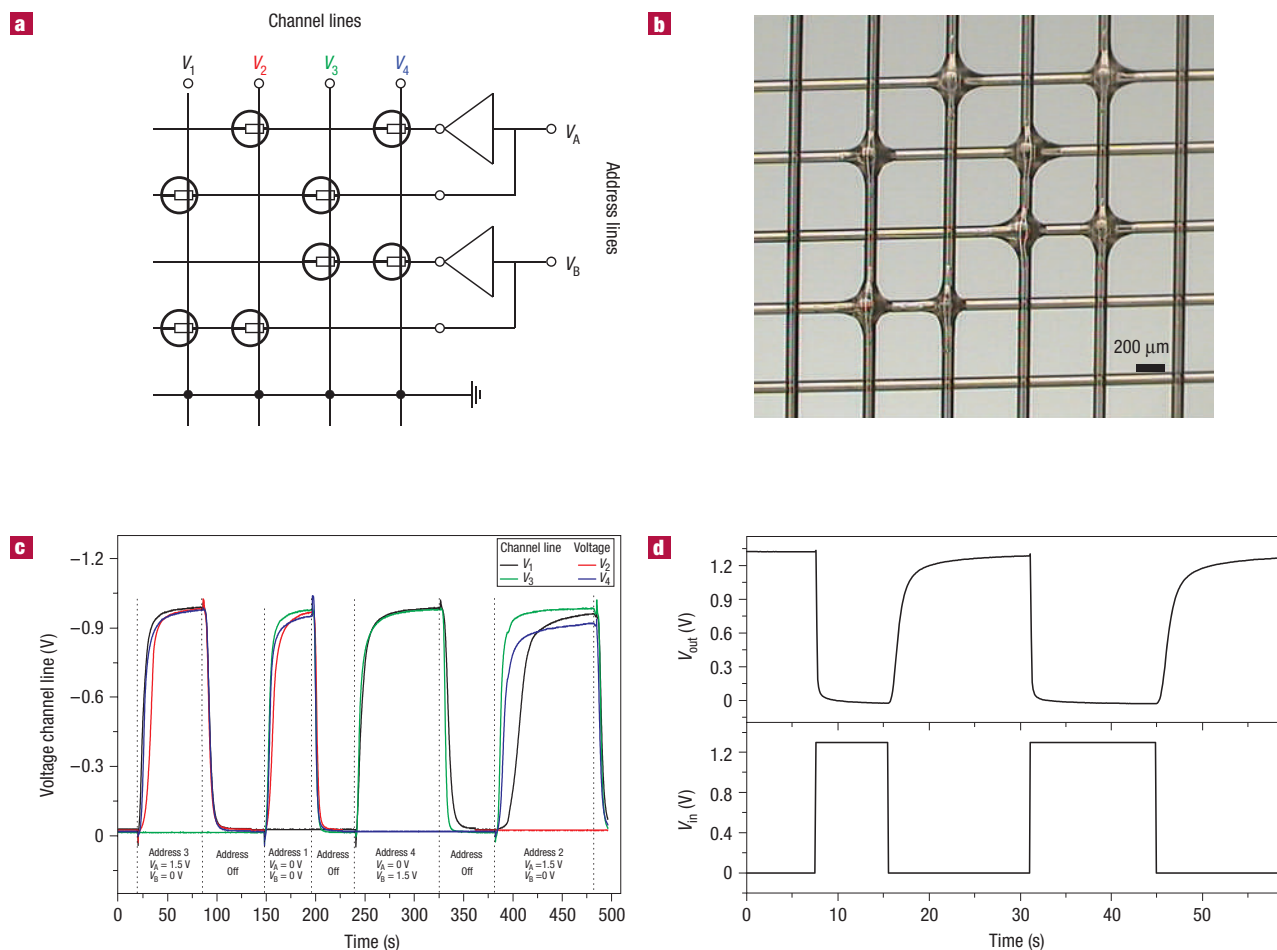 a
Channel lines
V1 V2 V3 V4
VA
VB
Address lines
b
200 μm
c
Channel line Voltage
V1 V2
V3 V4
Voltage channel line (V)
−1.2
−0.9
−0.6
−0.3
0
Address 3
VA = 1.5 V
VB = 0 V
Address
Off
Address 1
VA = 0 V
VB = 0 V
Address
Off
Address 4
VA = 0 V
VB = 1.5 V
Address
Off
Address 2
VA =1.5 V
VB =0 V
0 50 100 150 200 250 300 350 400 450 500
Time (s)
d
Vout (V)
1.2
0.9
1.6
1.3
0
Vin (V)
1.2
0.8
1.4
0
0 10 20 30 40 50
Time (s)